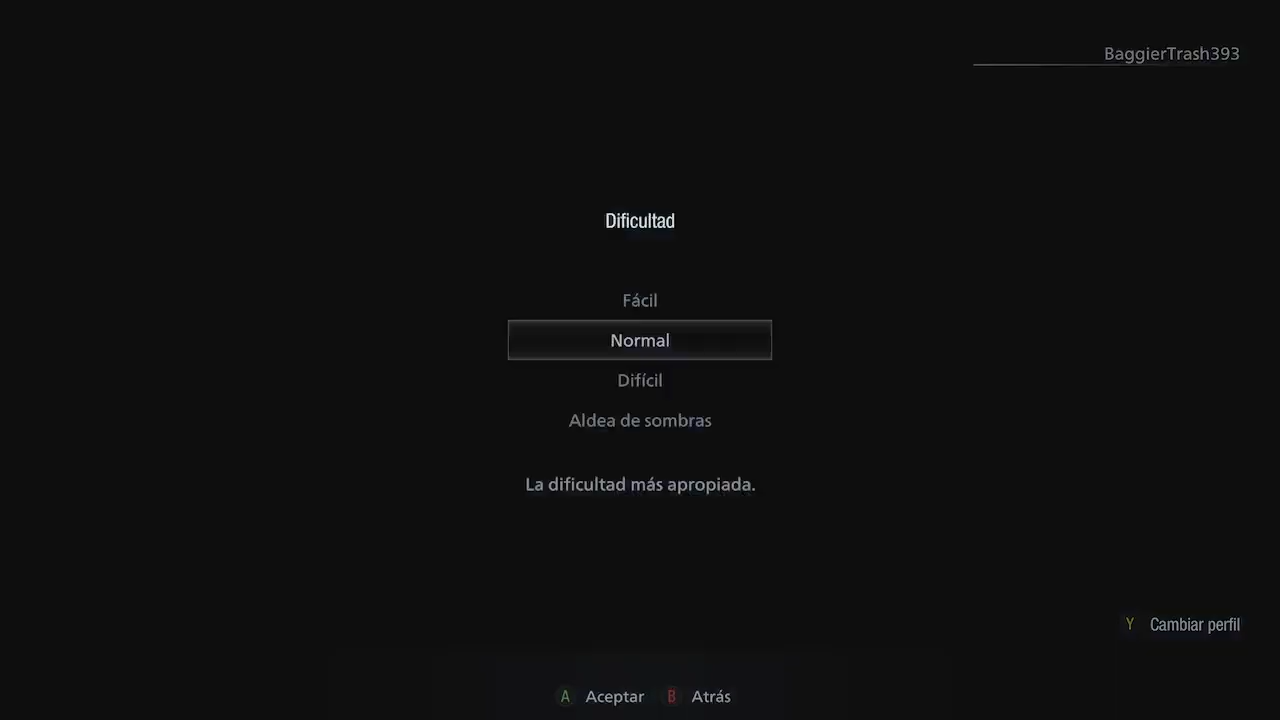 BaggierTrash393
Dificultad
Fácil
Normal
Difícil
Aldea de sombras
La dificultad más apropiada.
Y Cambiar perfil
A Aceptar B Atrás